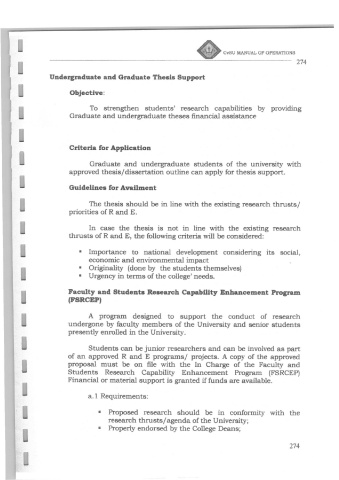 CvSU MANUAL OF OPERATIONS
274
Undergraduate and Graduate Thesis Support
Objective:
To strengthen students' research capabilities by providing
Graduate and undergraduate theses financial assistance
Criteria for Application
Graduate and undergraduate students of the university with
approved thesis/dissertation outline can apply for thesis support.
Guidelines for Availment
The thesis should be in line with the existing research thrusts/
priorities of R and E.
In case the thesis is not in line with the existing research
thrusts of R and E, the following criteria will be considered:
▪ Importance to national development considering its social,
economic and environmental impact
▪ Originality (done by the students themselves)
▪ Urgency in terms of the college' needs.
Faculty and Students Research Capability Enhancement Program
(FSRCEP)
A program designed to support the conduct of research
undergone by faculty members of the University and senior students
presently enrolled in the University.
Students can be junior researchers and can be involved as part
of an approved R and E programs/ projects. A copy of the approved
proposal must be on file with the In Charge of the Faculty and
Students Research Capability Enhancement Program (FSRCEP)
Financial or material support is granted if funds are available.
a.1 Requirements:
▪ Proposed research should be in conformity with the
research thrusts/agenda of the University;
▪ Properly endorsed by the College Deans;
274